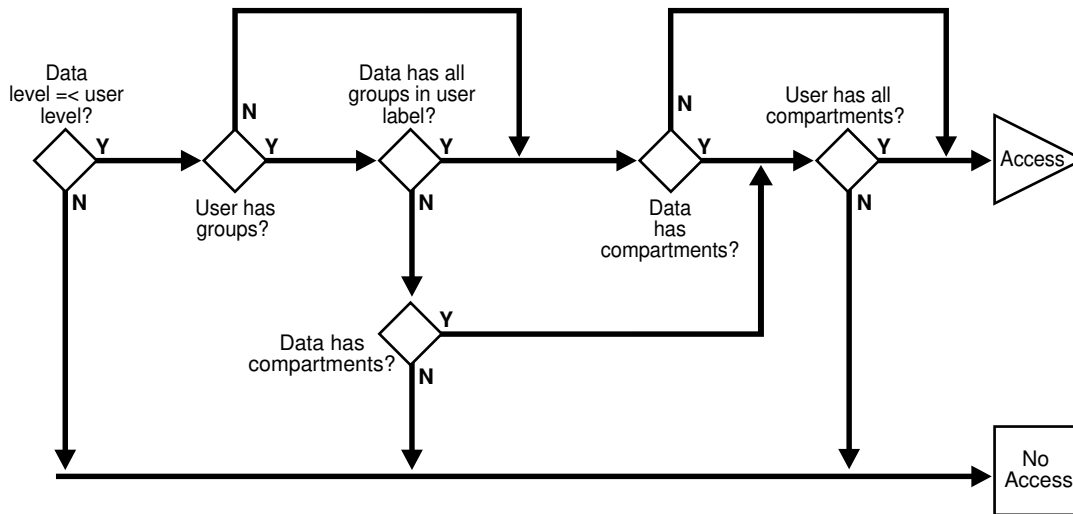 Data
level =< user
level?
Y
N
N
Y
User has
groups?
Data has all
groups in user
label?
Y
N
Data has
compartments?
Y
N
N
Y
Data
has
compartments?
User has all
compartments?
Y
N
Access
No
Access